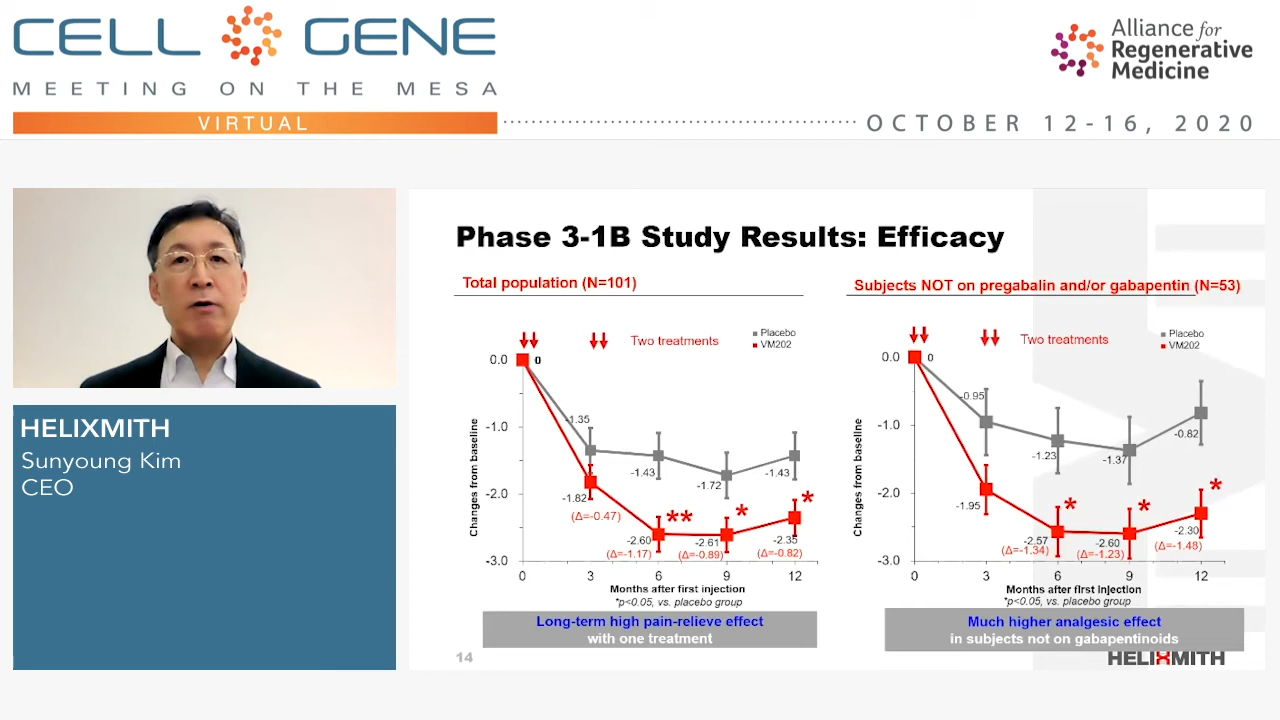 CELL GENE
MEETING ON THE MESA
VIRTUAL
Alliance for
Regenerative
Medicine
OCTOBER 12-16, 2020
HELIXMITH
Sunyoung Kim
CEO
Phase 3-1B Study Results: Efficacy
Total population (N=101)
Two treatments
Placebo
VM202
Changes from baseline
0.0
-1.0
-2.0
-3.0
0
-1.35
-1.43
-1.72
-1.43
-1.82
(Δ=-0.47)
**
*
*
-2.60
-2.61
-2.35
(Δ=-1.17)
(Δ=-0.89)
(Δ=-0.82)
0 3 6 9 12
Months after first injection
*p<0.05, vs. placebo group
Long-term high pain-relieve effect
with one treatment
Subjects NOT on pregabalin and/or gabapentin (N=53)
Two treatments
Placebo
VM202
Changes from baseline
0.0
-1.0
-2.0
-3.0
0
-0.95
-1.23
-1.37
-0.82
-1.95
*
*
*
-2.57
-2.60
-2.30
(Δ=-1.34)
(Δ=-1.23)
(Δ=-1.48)
0 3 6 9 12
Months after first injection
*p<0.05, vs. placebo group
Much higher analgesic effect
in subjects not on gabapentinoids
14
HELIXMITH